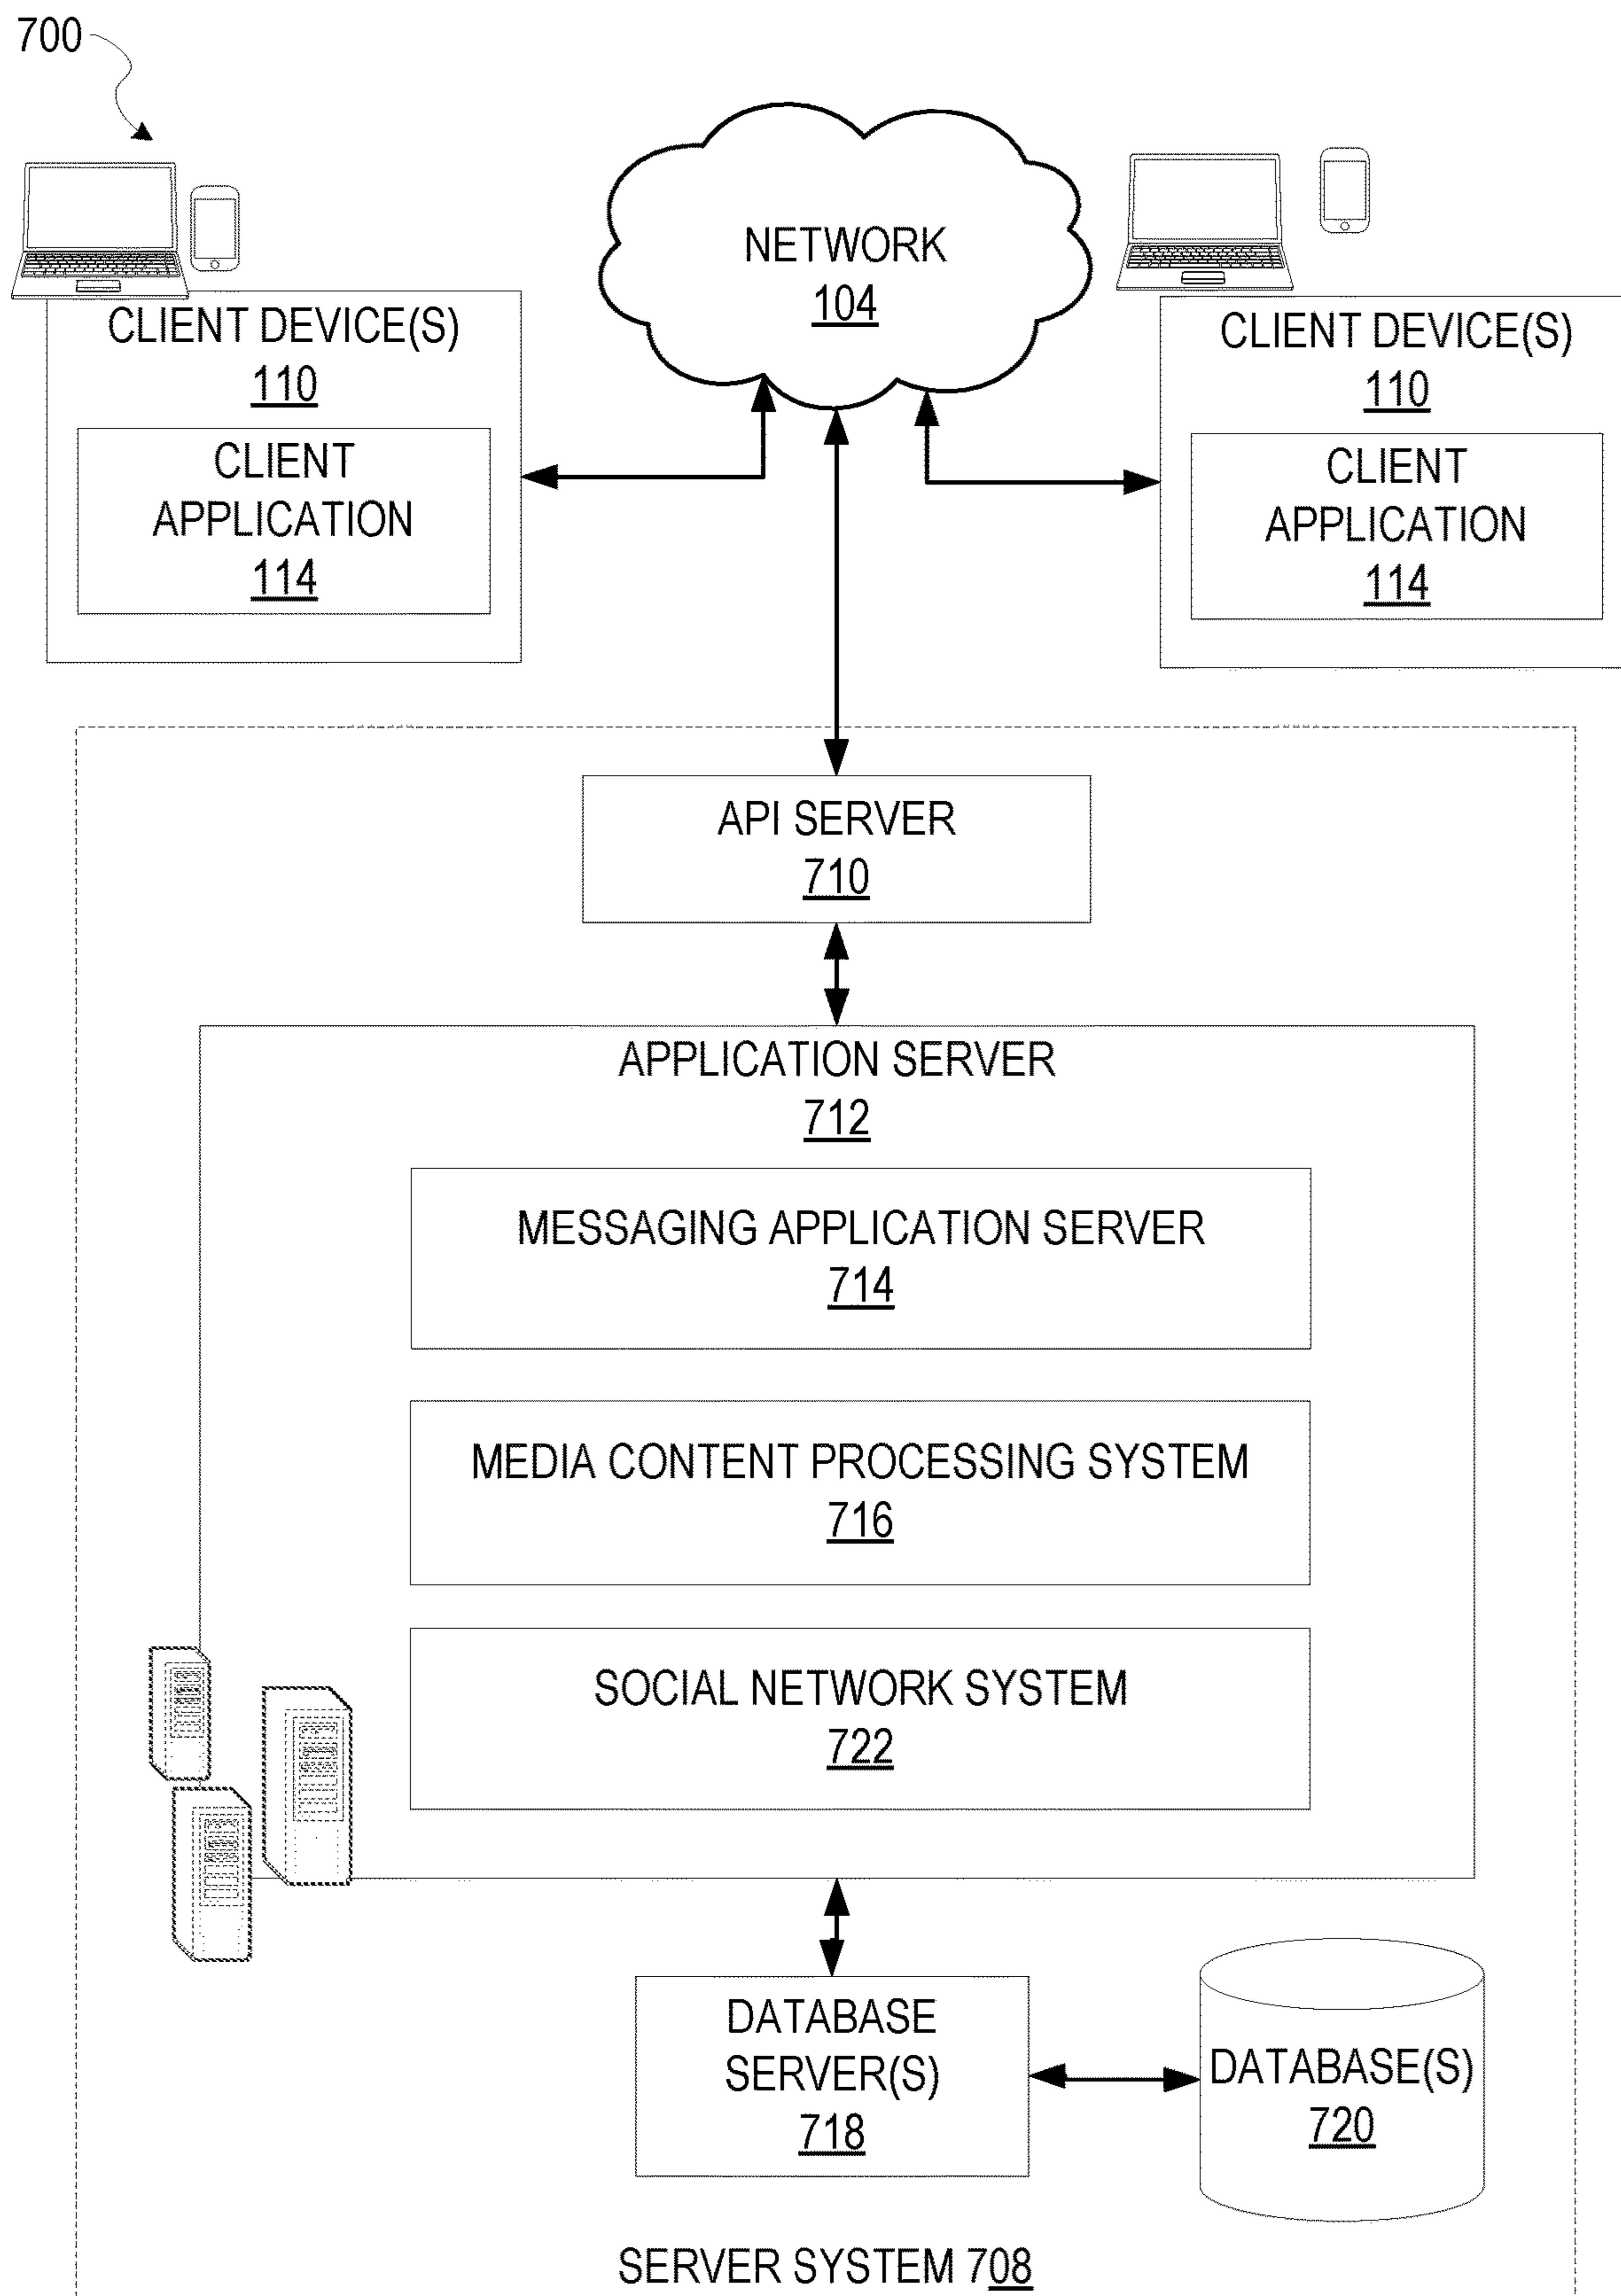 700
NETWORK
104
CLIENT DEVICE(S)
110
CLIENT
APPLICATION
114
CLIENT DEVICE(S)
110
CLIENT
APPLICATION
114
API SERVER
710
APPLICATION SERVER
712
MESSAGING APPLICATION SERVER
714
MEDIA CONTENT PROCESSING SYSTEM
716
SOCIAL NETWORK SYSTEM
722
DATABASE
SERVER(S)
718
DATABASE(S)
720
SERVER SYSTEM 708